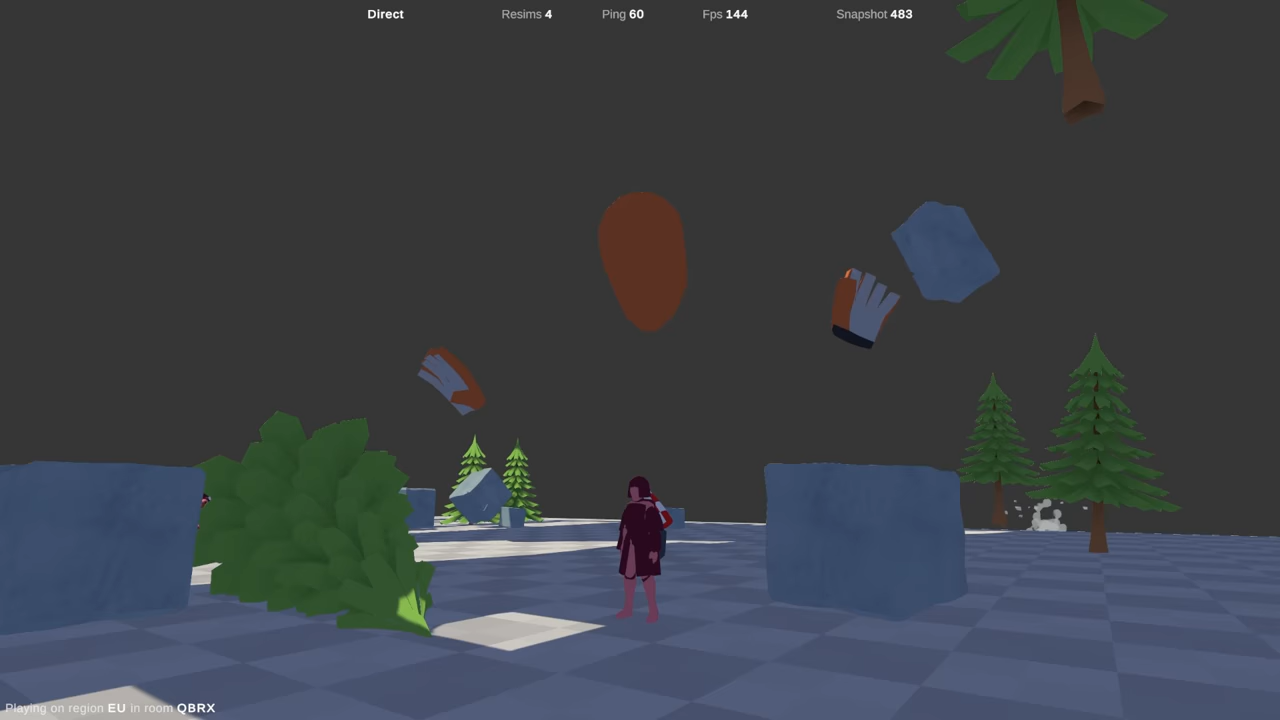 Direct Resims 4 Ping 60 Fps 144 Snapshot 483
Playing on region EU in room QBRX